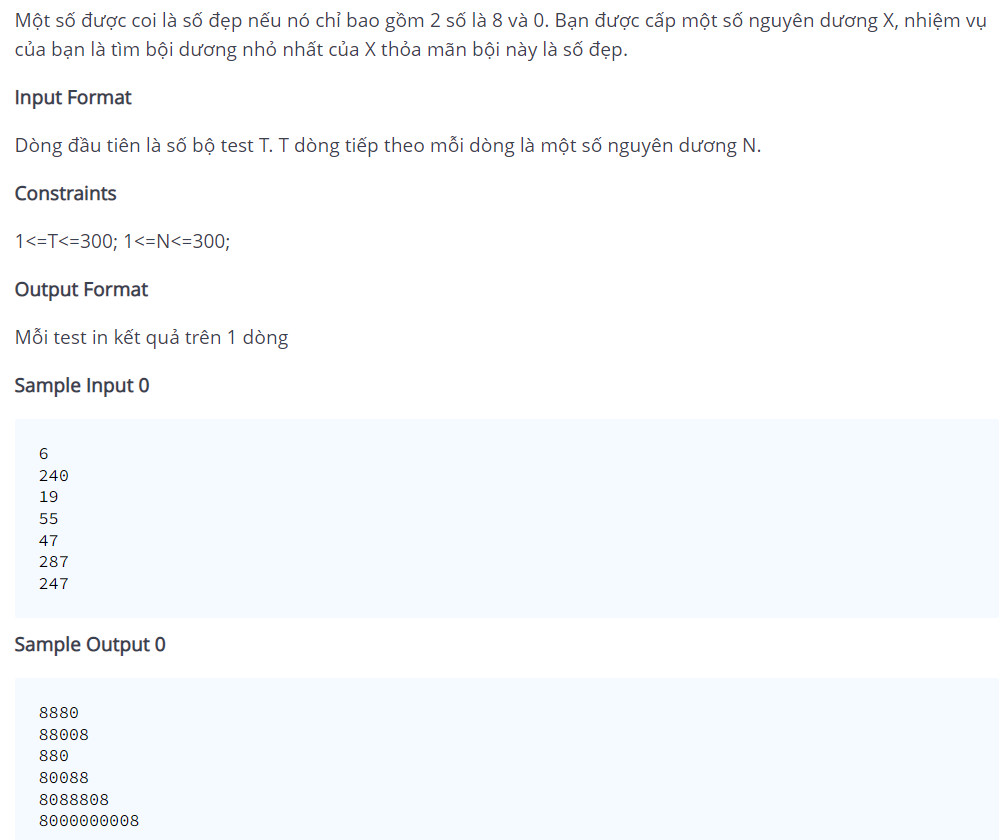 Một số được coi là số đẹp nếu nó chỉ bao gồm 2 số là 8 và 0. Bạn được cấp một số nguyên dương X, nhiệm vụ
của bạn là tìm bội dương nhỏ nhất của X thỏa mãn bội này là số đẹp.
Input Format
Dòng đầu tiên là số bộ test T. T dòng tiếp theo mỗi dòng là một số nguyên dương N.
Constraints
1<=T<=300; 1<=N<=300;
Output Format
Mỗi test in kết quả trên 1 dòng
Sample Input 0
6
240
19
55
47
287
247
Sample Output 0
8880
88008
880
80088
8088808
8000000008